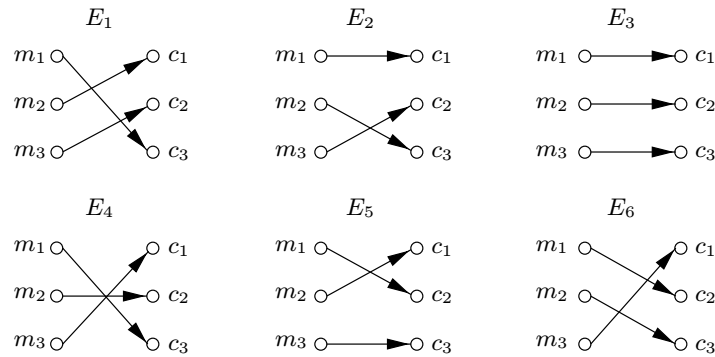 E₁ E₂ E₃
m₁ c₁ m₁ c₁ m₁ c₁
m₂ c₂ m₂ c₂ m₂ c₂
m₃ c₃ m₃ c₃ m₃ c₃
E₄ E₅ E₆
m₁ c₁ m₁ c₁ m₁ c₁
m₂ c₂ m₂ c₂ m₂ c₂
m₃ c₃ m₃ c₃ m₃ c₃